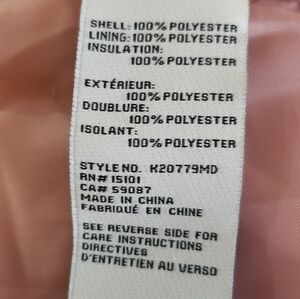 SHELL: 100% POLYESTER
LINING: 100% POLYESTER
INSULATION:
100% POLYESTER
EXTÉRIEUR:
100% POLYESTER
DOUBLURE:
100% POLYESTER
ISOLANT:
100% POLYESTER
STYLE NO. K20779MD
RN# 15101
CA# 59087
MADE IN CHINA
FABRIQUÉ EN CHINE
SEE REVERSE SIDE FOR
CARE INSTRUCTIONS
DIRECTIVES
D'ENTRETIEN AU VERSO